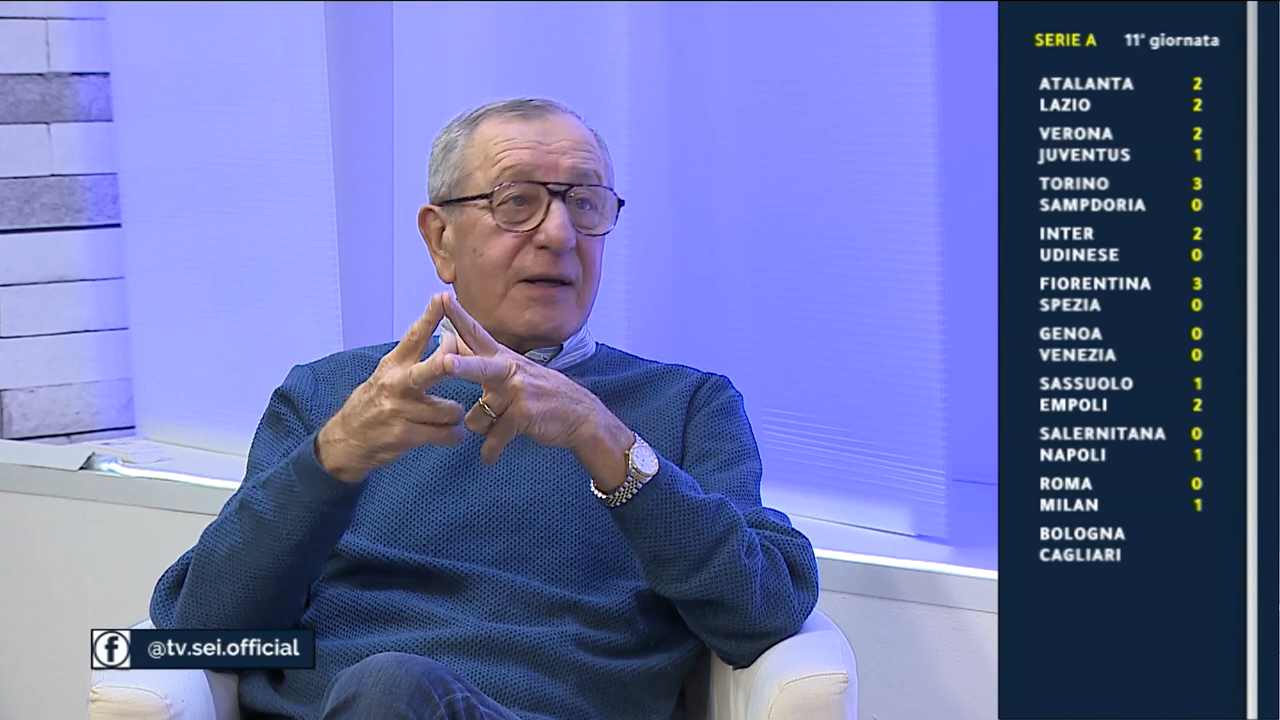 SERIE A 11° giornata
ATALANTA 2
LAZIO 2
VERONA 2
JUVENTUS 1
TORINO 3
SAMPDORIA 0
INTER 2
UDINESE 0
FIORENTINA 3
SPEZIA 0
GENOA 0
VENEZIA 0
SASSUOLO 1
EMPOLI 2
SALERNITANA 0
NAPOLI 1
ROMA 0
MILAN 1
BOLOGNA
CAGLIARI
f @tv.sei.official